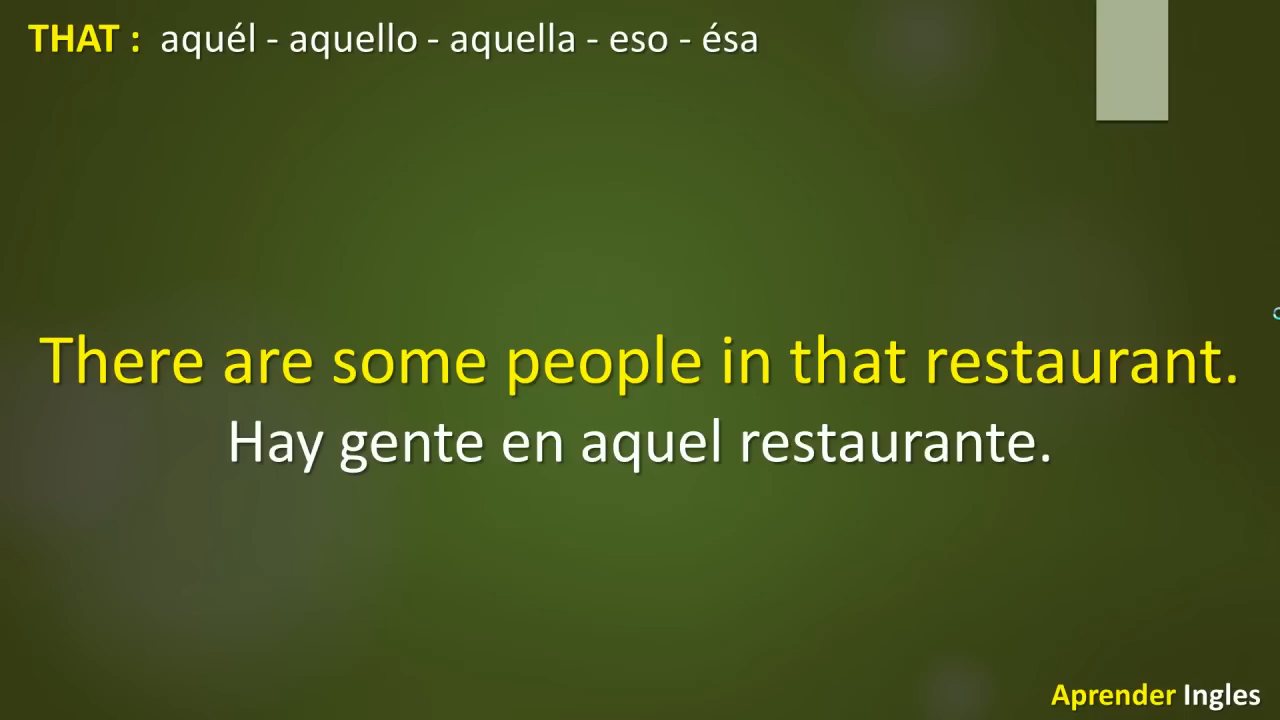 THAT : aquél - aquello - aquella - eso - ésa
There are some people in that restaurant.
Hay gente en aquel restaurante.
Aprender Ingles